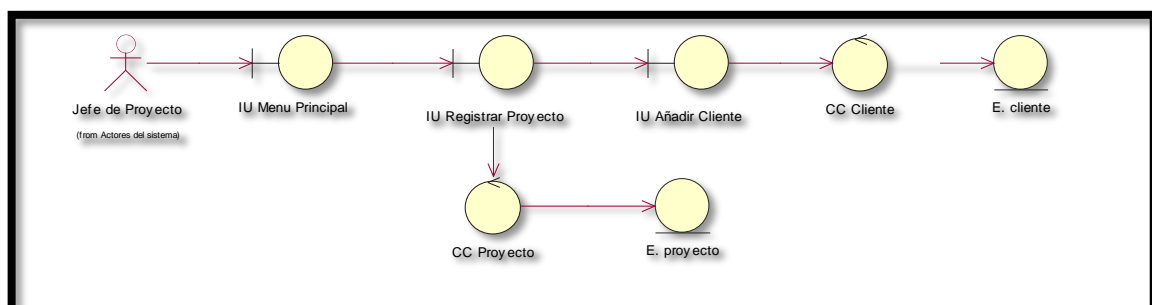 Jefe de Proyecto
(from Actores del sistema)
IU Menu Principal
IU Registrar Proyecto
IU Añadir Cliente
CC Cliente
E. cliente
CC Proyecto
E. proyecto